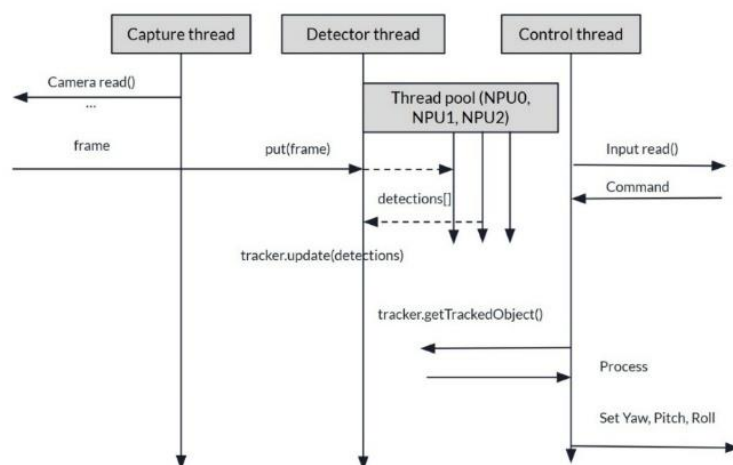 Capture thread
Detector thread
Control thread
Camera read()
...
Thread pool (NPU0,
NPU1, NPU2)
frame
put(frame)
Input read()
Command
detections[]
tracker.update(detections)
tracker.getTrackedObject()
Process
Set Yaw, Pitch, Roll